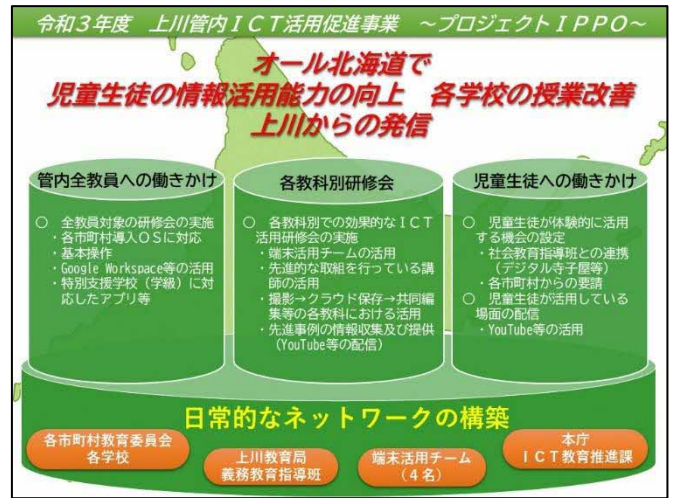 令和３年度　上川管内ＩＣＴ活用促進事業　～プロジェクトＩＰＰＯ～
オール北海道で
児童生徒の情報活用能力の向上　各学校の授業改善
上川からの発信
管内全教員への働きかけ
○　全教員対象の研修会の実施
・各市町村導入ＯＳに対応
・基本操作
・Google Workspace等の活用
・特別支援学校（学級）に対
応したアプリ等
各教科別研修会
○　各教科別での効果的なＩＣＴ
活用研修会の実施
・端末活用チームの活用
・先進的な取組を行っている講
師の活用
・撮影→クラウド保存→共同編
集等の各教科における活用
・先進事例の情報収集及び提供
（YouTube等の配信）
児童生徒への働きかけ
○　児童生徒が体験的に活用
する機会の設定
・社会教育指導班との連携
（デジタル寺子屋等）
・各市町村からの要請
○　児童生徒が活用している
場面の配信
・YouTube等の活用
日常的なネットワークの構築
各市町村教育委員会
各学校
上川教育局
義務教育指導班
端末活用チーム
（４名）
本庁
ＩＣＴ教育推進課